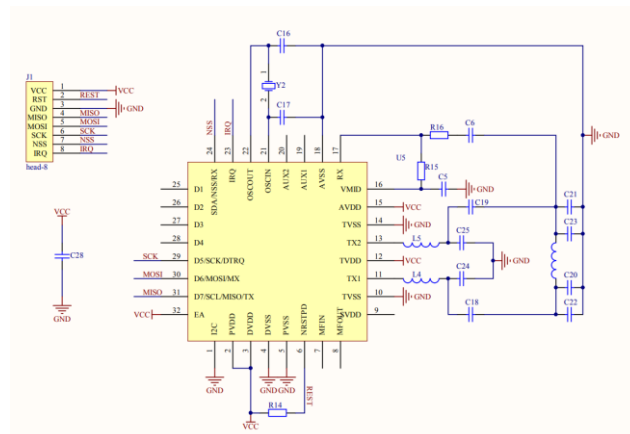 C16
J1
VCC 1 VCC
RST 2 REST
GND 3 GND
MISO 4 MISO
MOSI 5 MOSI
SCK 6 SCK
NSS 7 NSS
IRQ 8 IRQ
head-8
1
Y2
2
C17
NSS
IRQ
24
23
22
21
20
19
18
17
SDA/NSS/RX
IRQ
OSCOUT
OSCIN
AUX2
AUX1
AVSS
RX
U5
R16
C6
R15
C5
GND
GND
25 D1
26 D2
27 D3
28 D4
SCK 29 D5/SCK/DTRQ
MOSI 30 D6/MOSI/MX
MISO 31 D7/SCL/MISO/TX
VCC 32 EA
VMID 16
AVDD 15 VCC
TVSS 14 GND
TX2 13 L5
TVDD 12 VCC
TX1 11 L4
TVSS 10 GND
SVDD 9
C19
C21
C23
C25
GND
C24
C20
C18
C22
VCC
C28
GND
I2C
PVDD
DVDD
DVSS
PVSS
NRSTPD
MFIN
MFOUT
1
2
3
4
5
6
7
8
GND
GND
GND
REST
R14
VCC